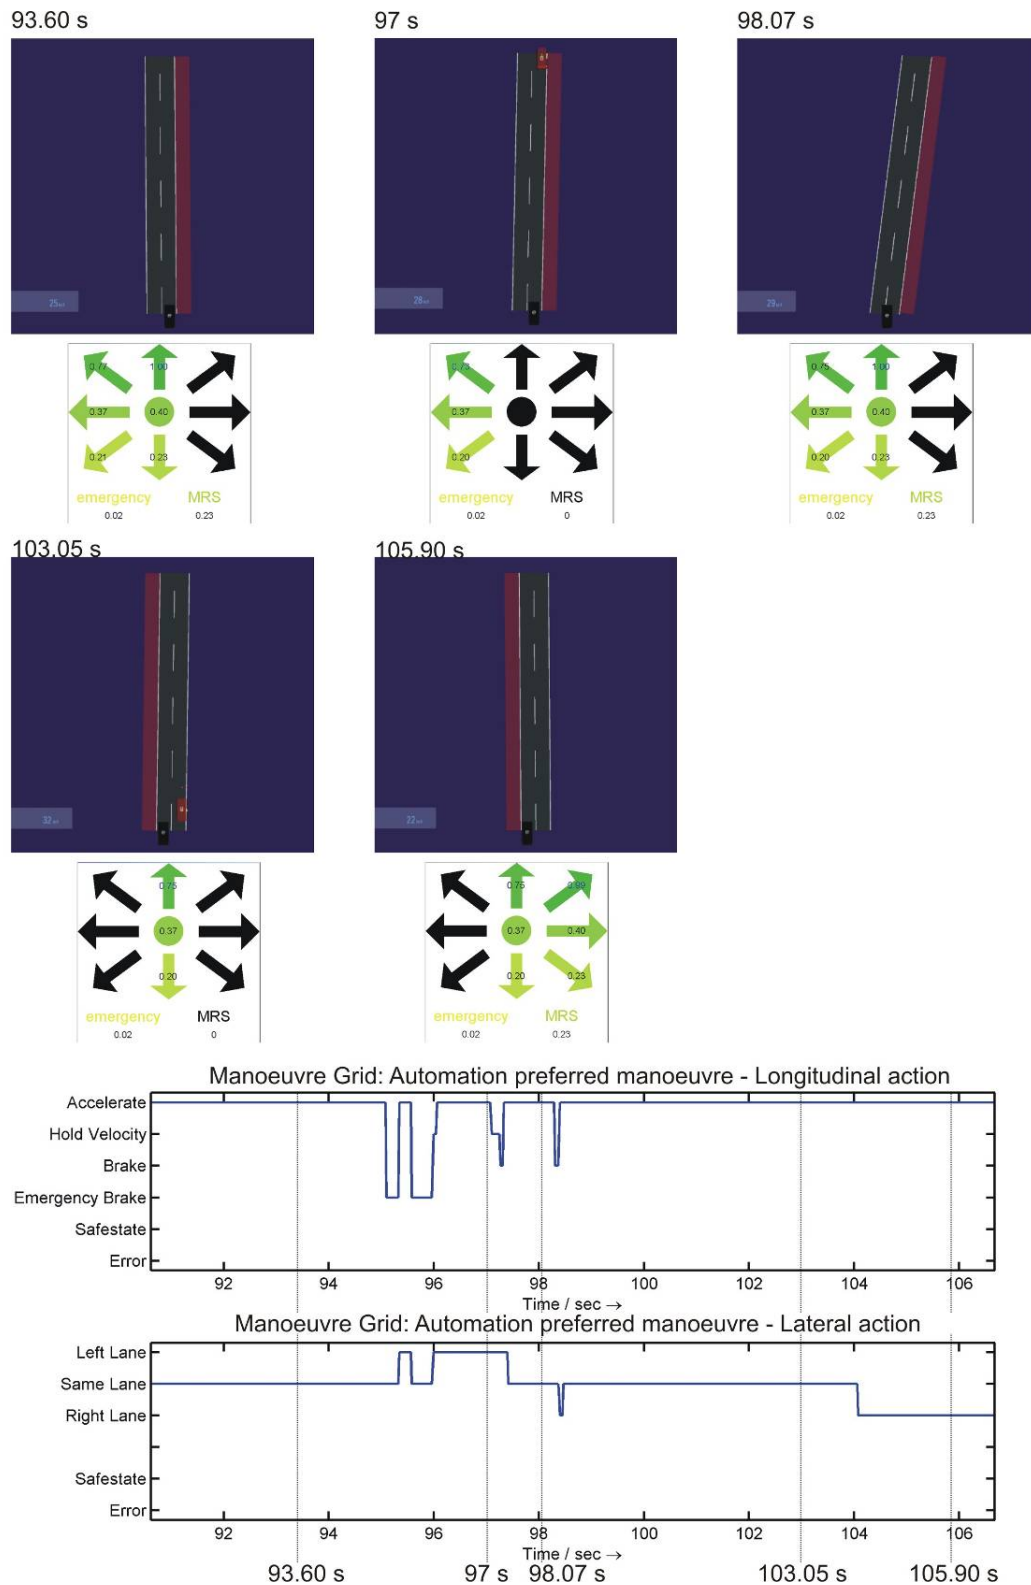 93.60 s
97 s
98.07 s
25
28
29
0.77 1.00
0.37 0.40
0.21 0.23
emergency MRS
0.02 0.23
0.73
0.37
0.20
emergency MRS
0.02 0
0.75 1.00
0.37 0.40
0.20 0.23
emergency MRS
0.02 0.23
103.05 s
105.90 s
32
22
0.75
0.37
0.20
emergency MRS
0.02 0
0.75 0.99
0.37 0.40
0.20 0.23
emergency MRS
0.02 0.23
Manoeuvre Grid: Automation preferred manoeuvre - Longitudinal action
Accelerate
Hold Velocity
Brake
Emergency Brake
Safestate
Error
92 94 96 98 100 102 104 106
Time / sec →
Manoeuvre Grid: Automation preferred manoeuvre - Lateral action
Left Lane
Same Lane
Right Lane
Safestate
Error
92 94 96 98 100 102 104 106
Time / sec →
93.60 s 97 s 98.07 s 103.05 s 105.90 s